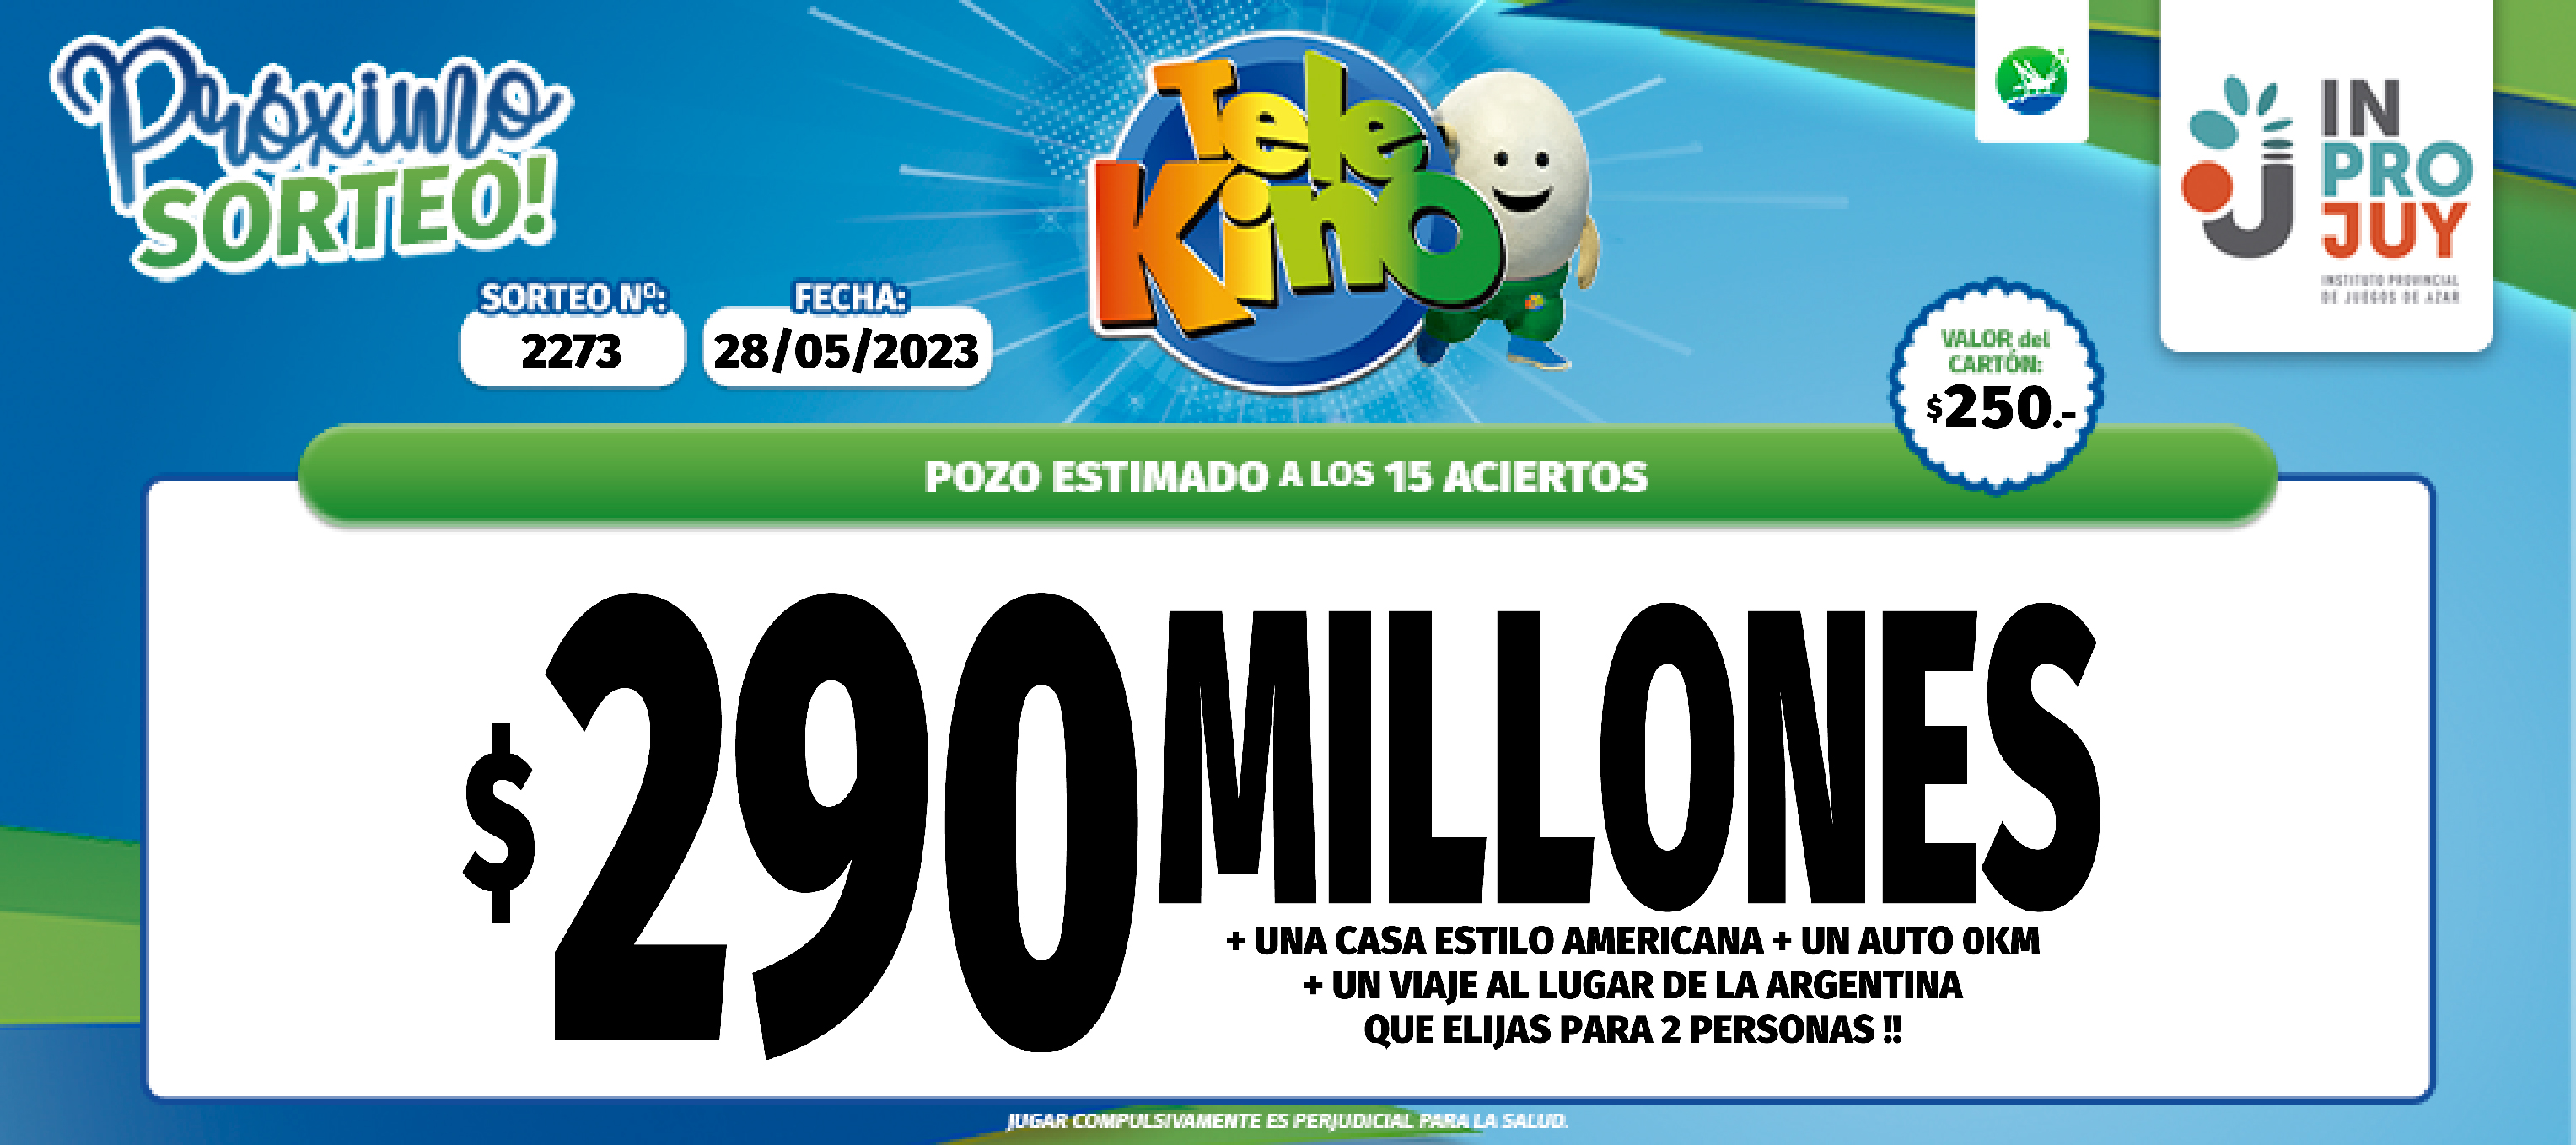 Próximo
SORTEO!
SORTEO Nº:
2273
FECHA:
28/05/2023
Tele
Kino
IN
PRO
JUY
INSTITUTO PROVINCIAL
DE JUEGOS DE AZAR
VALOR del
CARTÓN:
$250.-
POZO ESTIMADO A LOS 15 ACIERTOS
$290 MILLONES
+ UNA CASA ESTILO AMERICANA + UN AUTO 0KM
+ UN VIAJE AL LUGAR DE LA ARGENTINA
QUE ELIJAS PARA 2 PERSONAS !!
JUGAR COMPULSIVAMENTE ES PERJUDICIAL PARA LA SALUD.